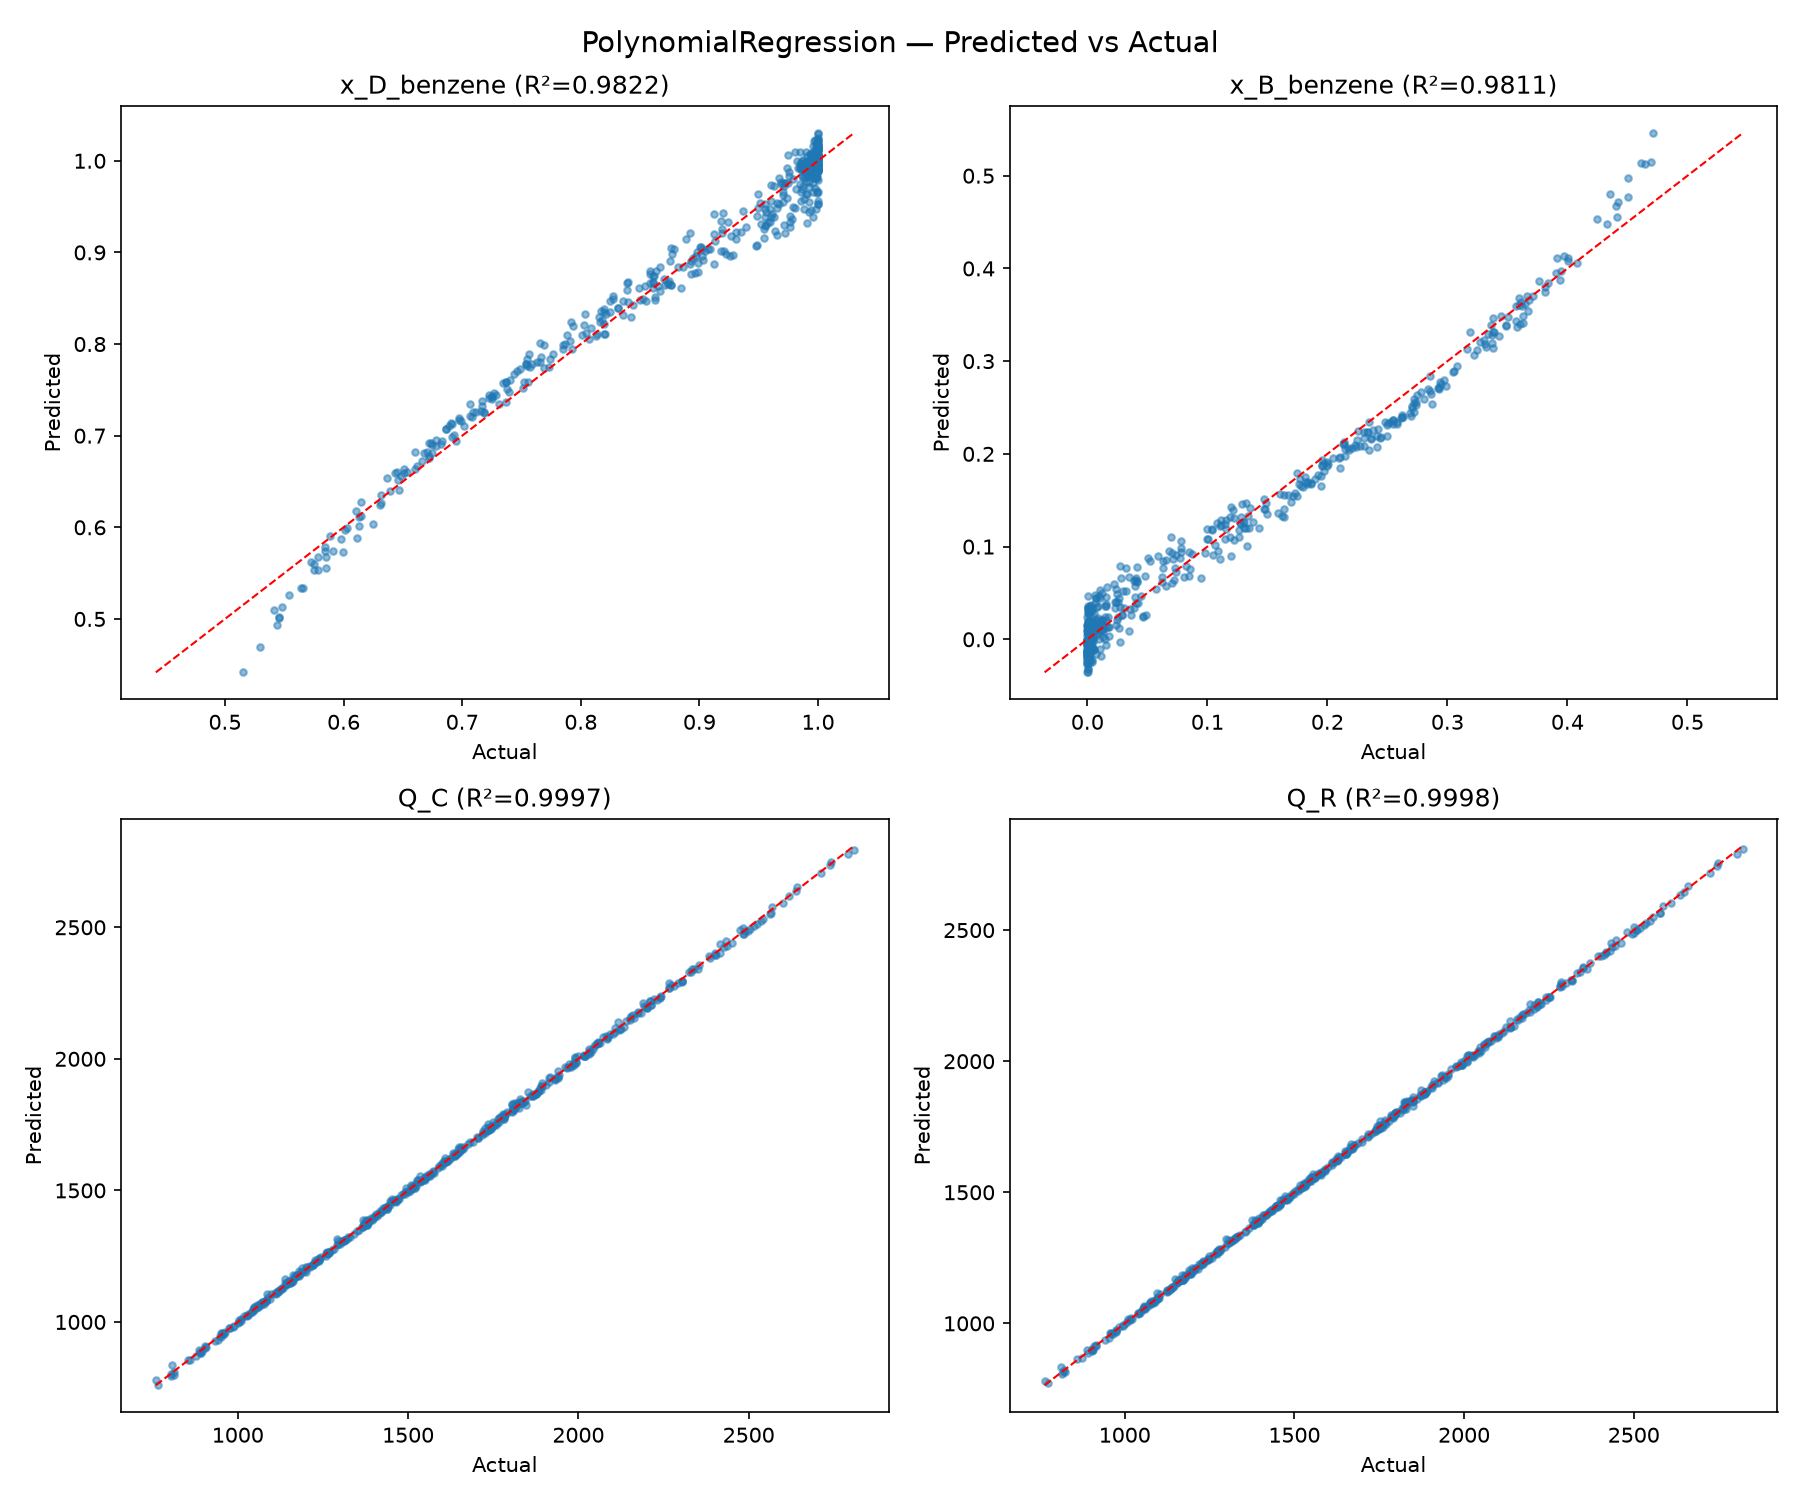 PolynomialRegression — Predicted vs Actual
x_D_benzene (R²=0.9822)
1.0
0.9
0.8
0.7
0.6
0.5
Predicted
0.5 0.6 0.7 0.8 0.9 1.0
Actual
x_B_benzene (R²=0.9811)
0.5
0.4
0.3
0.2
0.1
0.0
Predicted
0.0 0.1 0.2 0.3 0.4 0.5
Actual
Q_C (R²=0.9997)
2500
2000
1500
1000
Predicted
1000 1500 2000 2500
Actual
Q_R (R²=0.9998)
2500
2000
1500
1000
Predicted
1000 1500 2000 2500
Actual